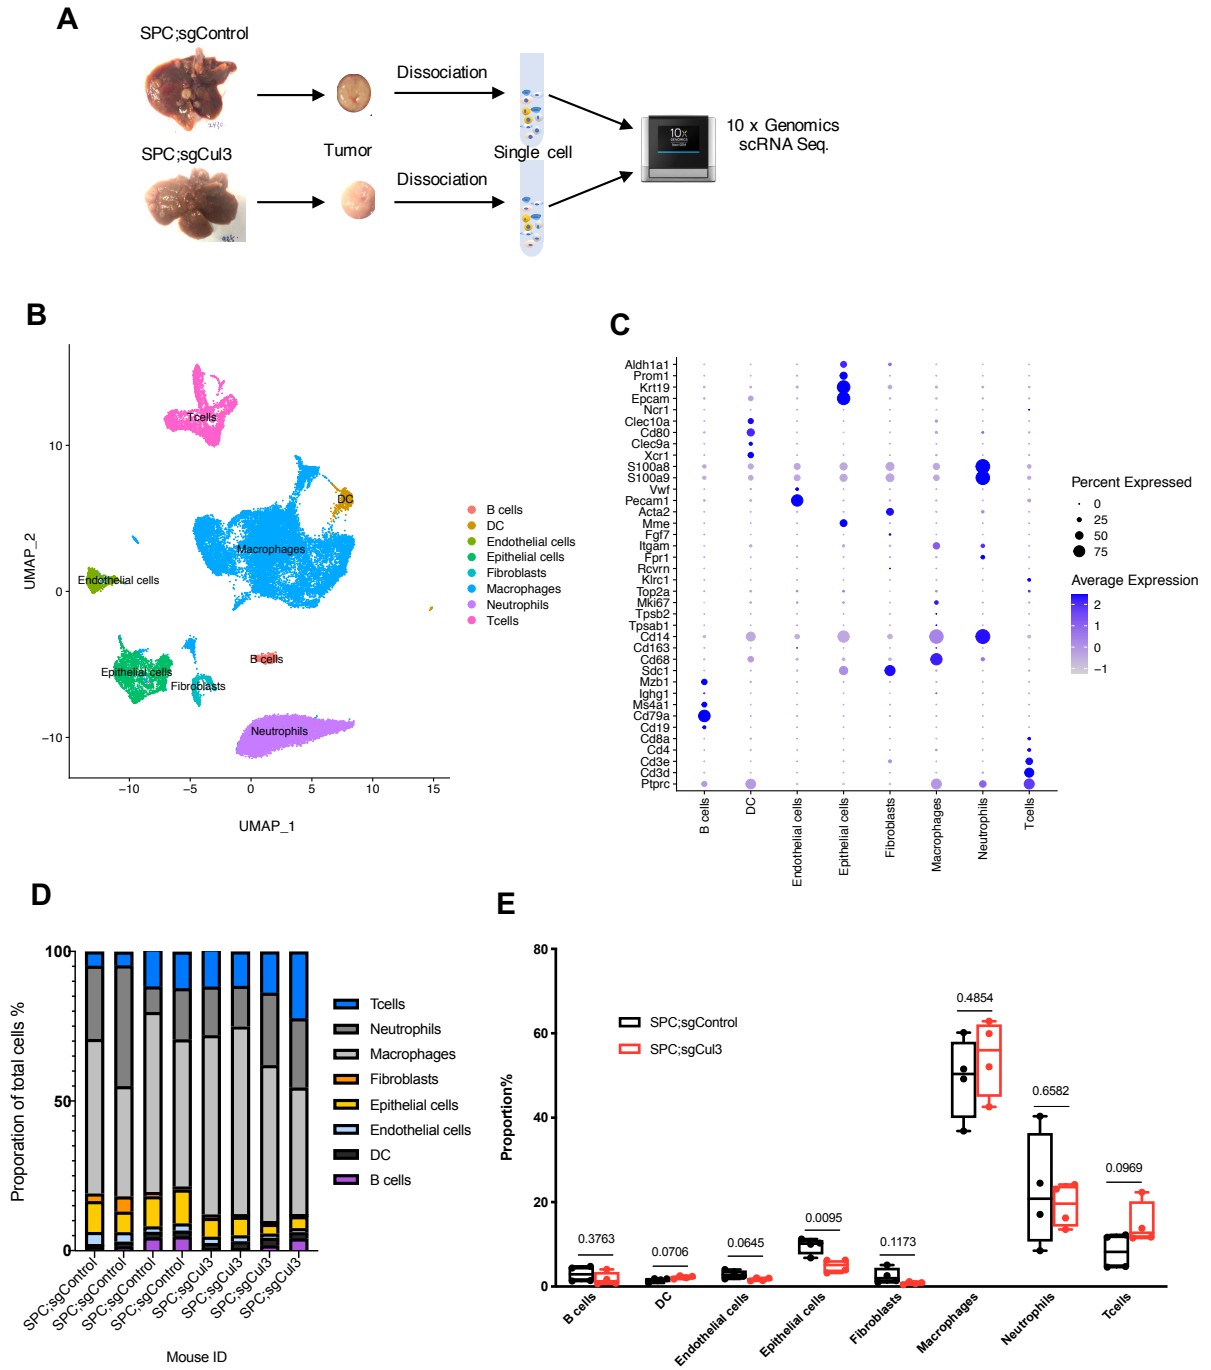 A
SPC;sgControl
Dissociation
10 x Genomics
scRNA Seq.
10x
GENOMICS
SPC;sgCul3
Tumor
Single cell
Dissociation
B
UMAP_2
10
0
−10
−10
−5
0
5
10
15
UMAP_1
Tcells
DC
Macrophages
Endothelial cells
B cells
Epithelial cells
Fibroblasts
Neutrophils
B cells
DC
Endothelial cells
Epithelial cells
Fibroblasts
Macrophages
Neutrophils
Tcells
C
Aldh1a1
Prom1
Krt19
Epcam
Ncr1
Clec10a
Cd80
Clec9a
Xcr1
S100a8
S100a9
Vwf
Pecam1
Acta2
Mme
Fgf7
Itgam
Fpr1
Rcvrn
Klrc1
Top2a
Mki67
Tpsb2
Tpsab1
Cd14
Cd163
Cd68
Sdc1
Mzb1
Ighg1
Ms4a1
Cd79a
Cd19
Cd8a
Cd4
Cd3e
Cd3d
Ptprc
B cells
DC
Endothelial cells
Epithelial cells
Fibroblasts
Macrophages
Neutrophils
Tcells
Percent Expressed
0
25
50
75
Average Expression
2
1
0
−1
D
Proporation of total cells %
100
50
0
SPC;sgControl
SPC;sgControl
SPC;sgControl
SPC;sgControl
SPC;sgCul3
SPC;sgCul3
SPC;sgCul3
SPC;sgCul3
Mouse ID
Tcells
Neutrophils
Macrophages
Fibroblasts
Epithelial cells
Endothelial cells
DC
B cells
E
Proportion%
80
60
40
20
0
SPC;sgControl
SPC;sgCul3
0.3763
0.0706
0.0645
0.0095
0.1173
0.4854
0.6582
0.0969
B cells
DC
Endothelial cells
Epithelial cells
Fibroblasts
Macrophages
Neutrophils
Tcells